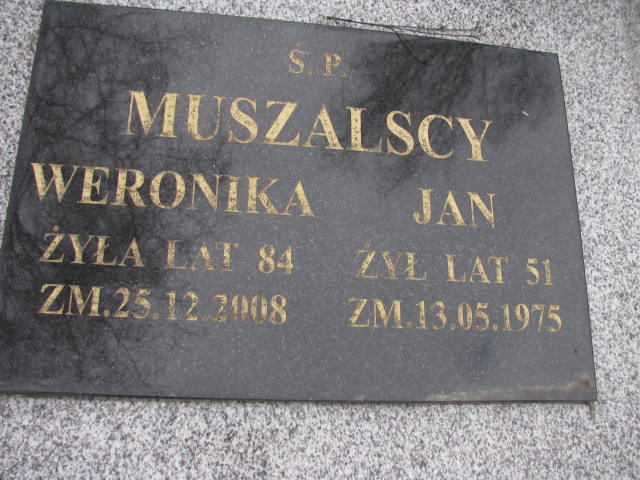 Ś. P.
MUSZALSCY
WERONIKA JAN
ŻYŁA LAT 84 ŻYŁ LAT 51
ZM.25.12.2008 ZM.13.05.1975